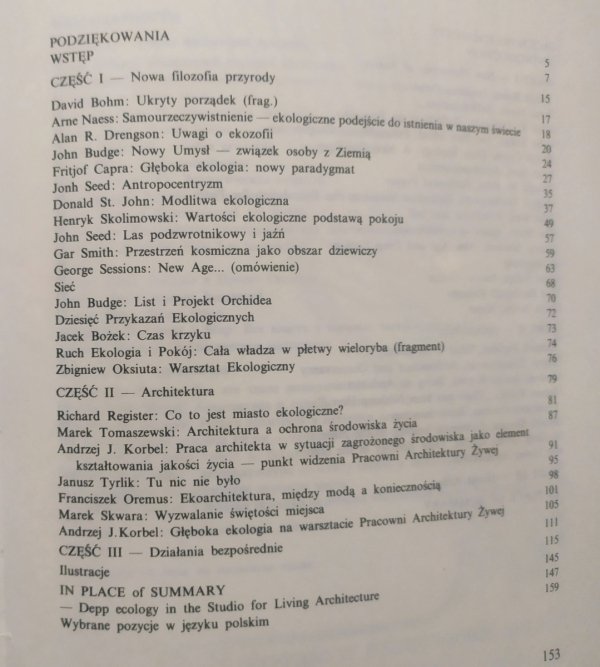 PODZIĘKOWANIA 5
WSTĘP 7
CZĘŚĆ I — Nowa filozofia przyrody 15
David Bohm: Ukryty porządek (frag.) 17
Arne Naess: Samourzeczywistnienie — ekologiczne podejście do istnienia w naszym świecie 18
Alan R. Drengson: Uwagi o ekozofii 20
John Budge: Nowy Umysł — związek osoby z Ziemią 24
Fritjof Capra: Głęboka ekologia: nowy paradygmat 27
Jonh Seed: Antropocentryzm 35
Donald St. John: Modlitwa ekologiczna 37
Henryk Skolimowski: Wartości ekologiczne podstawą pokoju 49
John Seed: Las podzwrotnikowy i jaźń 57
Gar Smith: Przestrzeń kosmiczna jako obszar dziewiczy 59
George Sessions: New Age... (omówienie) 63
Sieć 68
John Budge: List i Projekt Orchidea 70
Dziesięć Przykazań Ekologicznych 72
Jacek Bożek: Czas krzyku 73
Ruch Ekologia i Pokój: Cała władza w płetwy wieloryba (fragment) 74
Zbigniew Oksiuta: Warsztat Ekologiczny 76
CZĘŚĆ II — Architektura 79
Richard Register: Co to jest miasto ekologiczne? 81
Marek Tomaszewski: Architektura a ochrona środowiska życia 87
Andrzej J. Korbel: Praca architekta w sytuacji zagrożonego środowiska jako element
kształtowania jakości życia — punkt widzenia Pracowni Architektury Żywej 91
Janusz Tyrlik: Tu nic nie było 95
Franciszek Oremus: Ekoarchitektura, między modą a koniecznością 98
Marek Skwara: Wyzwalanie świętości miejsca 101
Andrzej J.Korbel: Głęboka ekologia na warsztacie Pracowni Architektury Żywej 105
CZĘŚĆ III — Działania bezpośrednie 111
Ilustracje 115
IN PLACE of SUMMARY 145
— Depp ecology in the Studio for Living Architecture 147
Wybrane pozycje w języku polskim 159
153